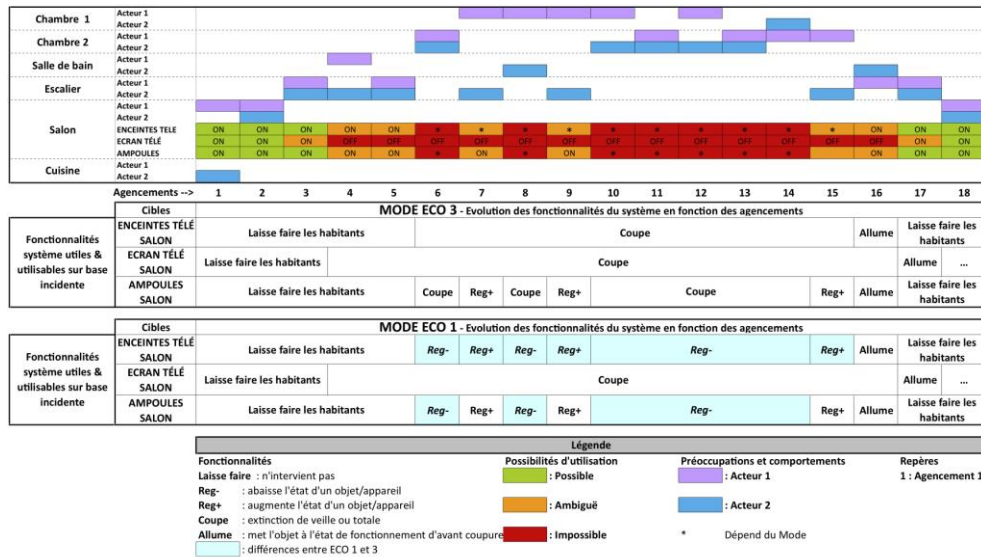 Chambre 1 Acteur 1
Acteur 2
Chambre 2 Acteur 1
Acteur 2
Salle de bain Acteur 1
Acteur 2
Escalier Acteur 1
Acteur 2
Salon Acteur 1
Acteur 2
ENCEINTES TELE ON ON ON ON ON * * * * * * * * * * ON ON ON
ECRAN TÉLÉ ON ON ON OFF OFF OFF OFF OFF OFF OFF OFF OFF OFF OFF OFF OFF ON ON
AMPOULES ON ON ON ON ON * ON * ON * * * * * ON ON ON
Cuisine Acteur 1
Acteur 2
Agencements --> 1 2 3 4 5 6 7 8 9 10 11 12 13 14 15 16 17 18
Cibles MODE ECO 3 - Evolution des fonctionnalités du système en fonction des agencements
Fonctionnalités système utiles & utilisables sur base incidente
ENCEINTES TÉLÉ SALON Laisse faire les habitants Coupe Allume Laisse faire les habitants
ECRAN TÉLÉ SALON Laisse faire les habitants Coupe Allume ...
AMPOULES SALON Laisse faire les habitants Coupe Reg+ Coupe Reg+ Coupe Reg+ Allume Laisse faire les habitants
Cibles MODE ECO 1 - Evolution des fonctionnalités du système en fonction des agencements
Fonctionnalités système utiles & utilisables sur base incidente
ENCEINTES TÉLÉ SALON Laisse faire les habitants Reg- Reg+ Reg- Reg+ Reg- Reg+ Allume Laisse faire les habitants
ECRAN TÉLÉ SALON Laisse faire les habitants Coupe Allume ...
AMPOULES SALON Laisse faire les habitants Reg- Reg+ Reg- Reg+ Reg- Reg+ Allume Laisse faire les habitants
Légende
Fonctionnalités Possibilités d'utilisation Préoccupations et comportements Repères
Laisse faire : n'intervient pas : Possible : Acteur 1 1 : Agencement 1
Reg- : abaisse l'état d'un objet/appareil
Reg+ : augmente l'état d'un objet/appareil : Ambiguë : Acteur 2
Coupe : extinction de veille ou totale
Allume : met l'objet à l'état de fonctionnement d'avant coupure : Impossible * Dépend du Mode
: différences entre ECO 1 et 3